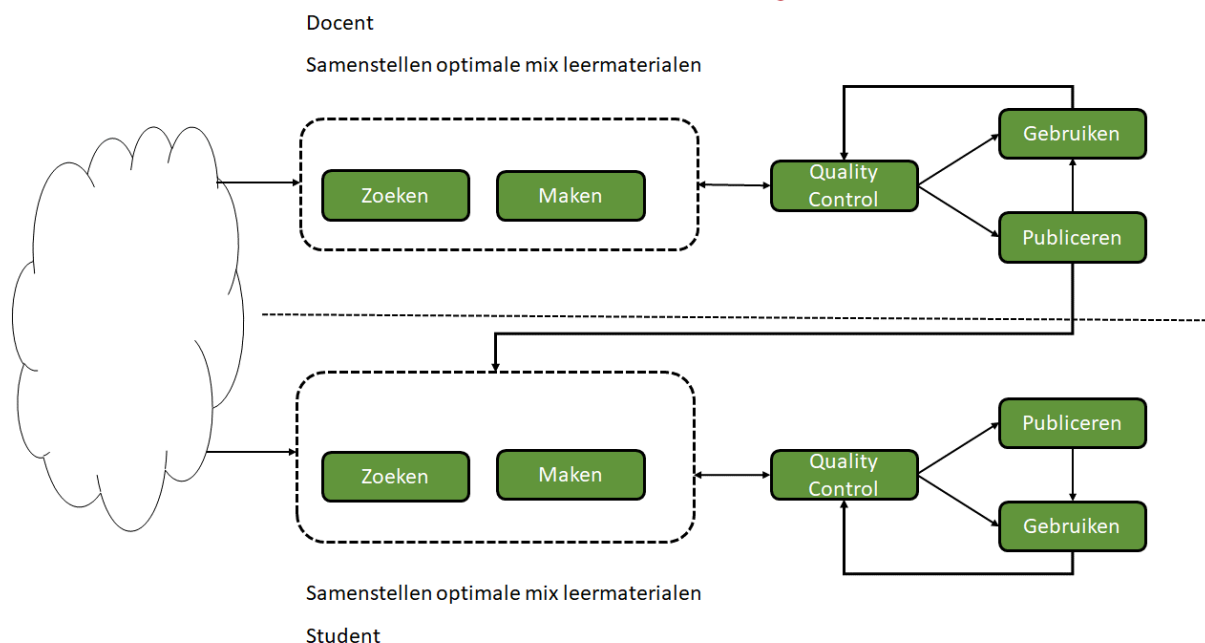 Docent
Samenstellen optimale mix leermaterialen
Gebruiken
Zoeken
Maken
Quality
Control
Publiceren
Publiceren
Zoeken
Maken
Quality
Control
Gebruiken
Samenstellen optimale mix leermaterialen
Student